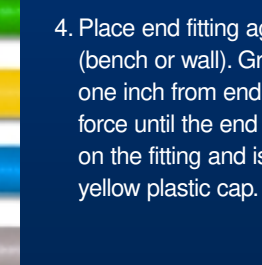 4. Place end fitting ag
(bench or wall). Gr
one inch from end
force until the end
on the fitting and is
yellow plastic cap.